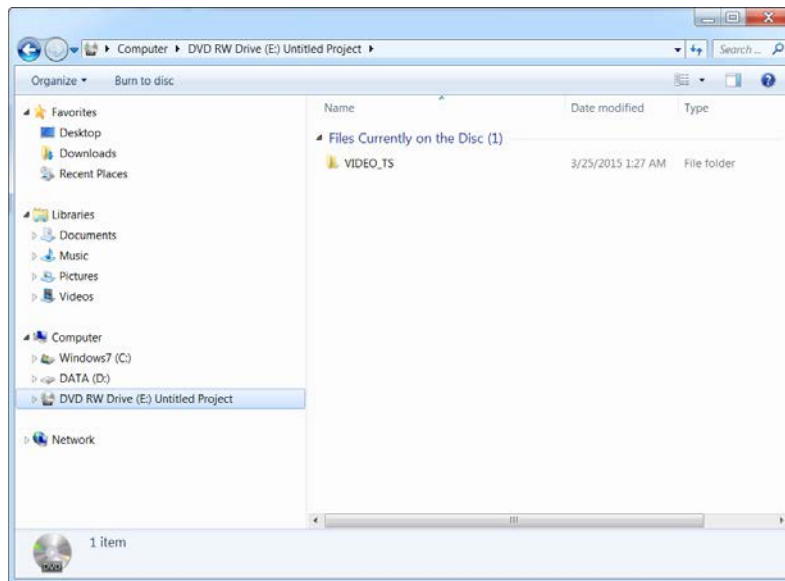 Computer ▸ DVD RW Drive (E:) Untitled Project ▸
Search ...
Organize ▾ Burn to disc
Favorites
Desktop
Downloads
Recent Places
Libraries
Documents
Music
Pictures
Videos
Computer
Windows7 (C:)
DATA (D:)
DVD RW Drive (E:) Untitled Project
Network
Name Date modified Type
Files Currently on the Disc (1)
VIDEO_TS 3/25/2015 1:27 AM File folder
1 item
DVD